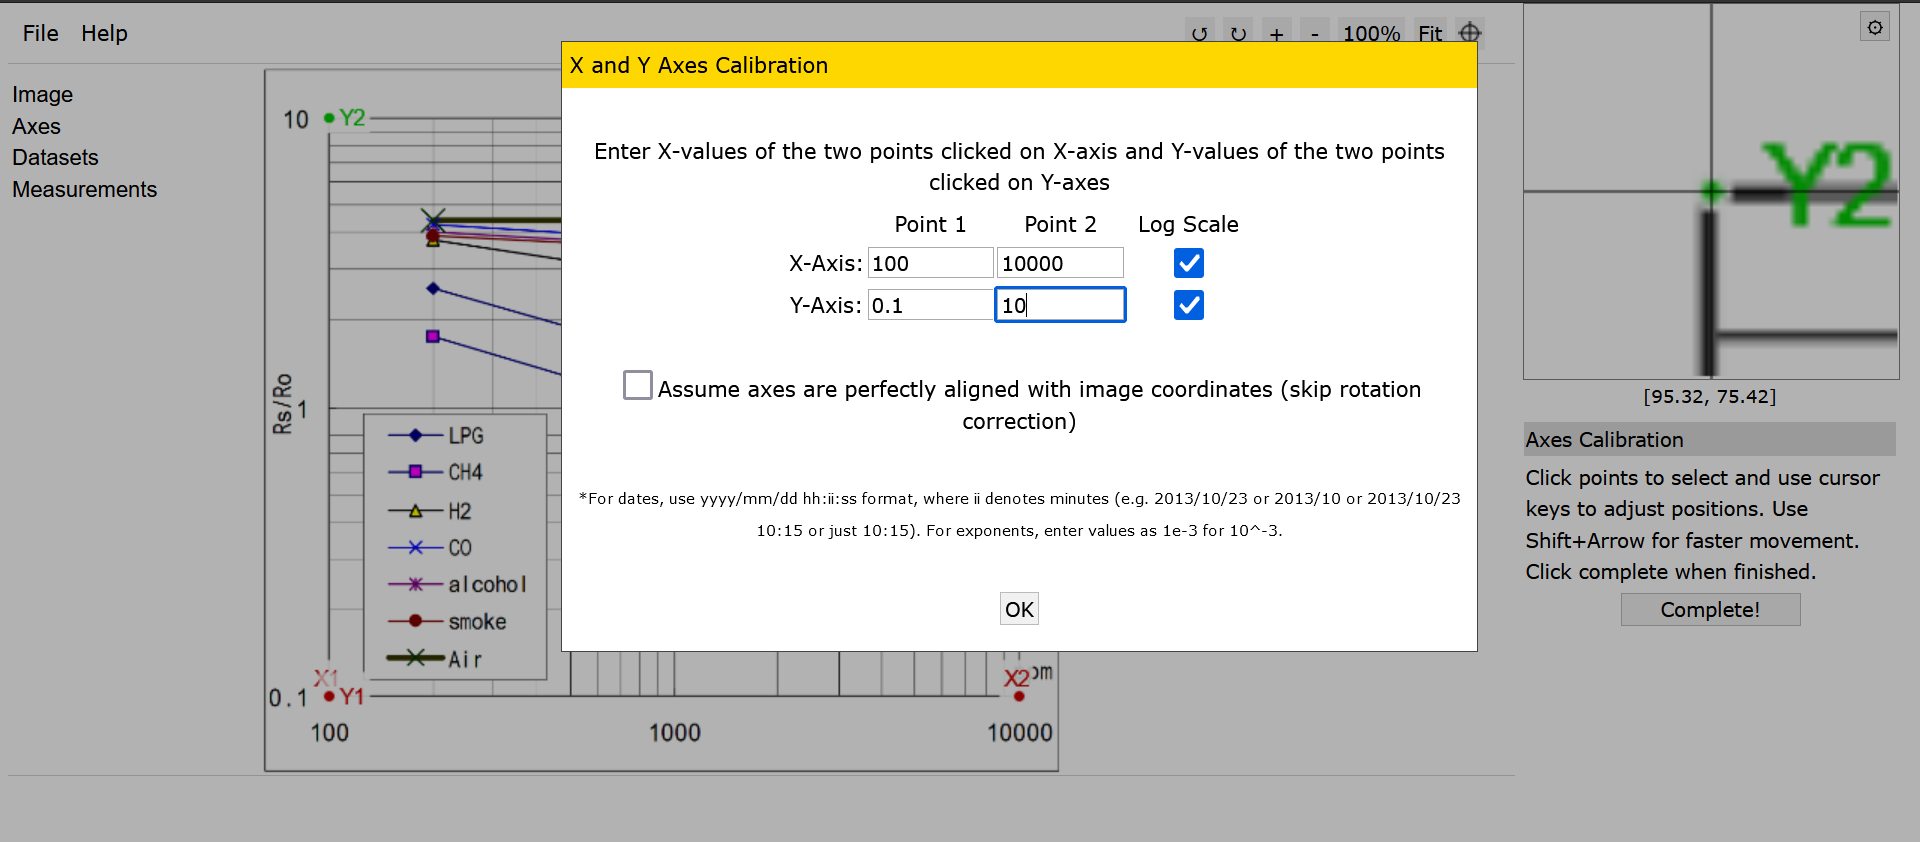 File Help
↺ ↻ + - 100% Fit
Image
Axes
Datasets
Measurements
10 Y2
Rs/Ro
1
LPG
CH4
H2
CO
alcohol
smoke
Air
X1
0.1 Y1
X2 pm
100 1000 10000
X and Y Axes Calibration
Enter X-values of the two points clicked on X-axis and Y-values of the two points
clicked on Y-axes
Point 1 Point 2 Log Scale
X-Axis: 100 10000
Y-Axis: 0.1 10
Assume axes are perfectly aligned with image coordinates (skip rotation
correction)
*For dates, use yyyy/mm/dd hh:ii:ss format, where ii denotes minutes (e.g. 2013/10/23 or 2013/10 or 2013/10/23
10:15 or just 10:15). For exponents, enter values as 1e-3 for 10^-3.
OK
Y2
[95.32, 75.42]
Axes Calibration
Click points to select and use cursor
keys to adjust positions. Use
Shift+Arrow for faster movement.
Click complete when finished.
Complete!